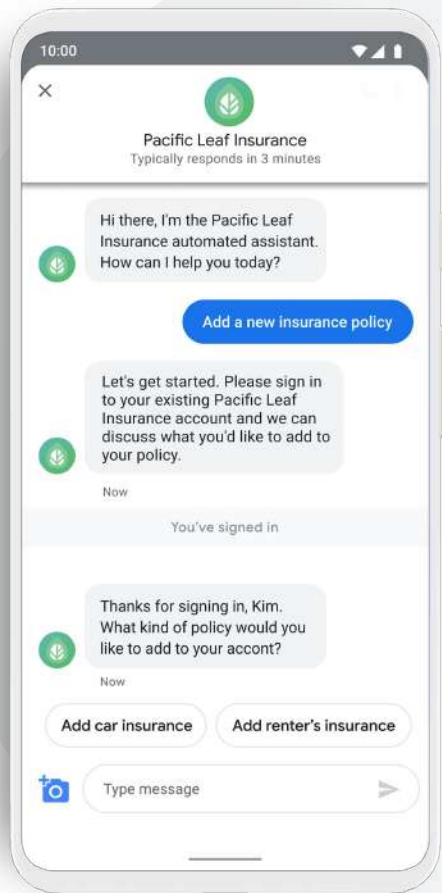 10:00
Pacific Leaf Insurance
Typically responds in 3 minutes
Hi there, I'm the Pacific Leaf
Insurance automated assistant.
How can I help you today?
Add a new insurance policy
Let's get started. Please sign in
to your existing Pacific Leaf
Insurance account and we can
discuss what you'd like to add to
your policy.
Now
You've signed in
Thanks for signing in, Kim.
What kind of policy would you
like to add to your accont?
Now
Add car insurance
Add renter's insurance
Type message